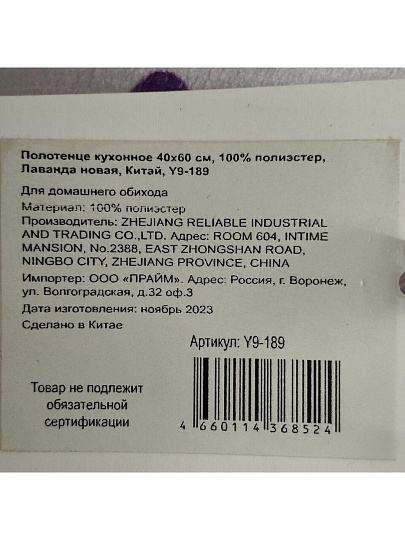 Полотенце кухонное 40х60 см, 100% полиэстер,
Лаванда новая, Китай, Y9-189
Для домашнего обихода
Материал: 100% полиэстер
Производитель: ZHEJIANG RELIABLE INDUSTRIAL
AND TRADING CO.,LTD. Адрес: ROOM 604, INTIME
MANSION, No.2388, EAST ZHONGSHAN ROAD,
NINGBO CITY, ZHEJIANG PROVINCE, CHINA
Импортер: ООО «ПРАЙМ». Адрес: Россия, г. Воронеж,
ул. Волгоградская, д.32 оф.3
Дата изготовления: ноябрь 2023
Сделано в Китае
Артикул: Y9-189
Товар не подлежит
обязательной
сертификации
4 660114 368524